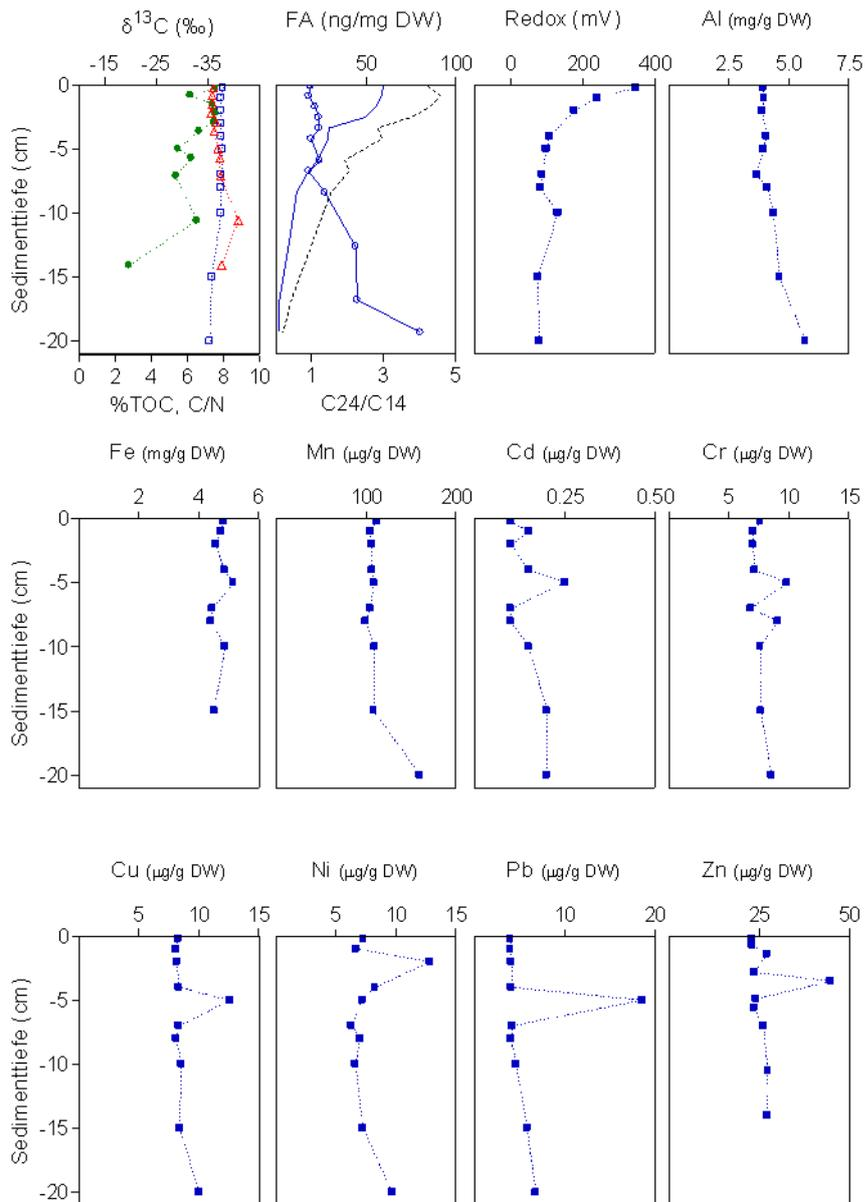 δ¹³C (‰) FA (ng/mg DW) Redox (mV) Al (mg/g DW)
-15 -25 -35 50 100 0 200 400 2.5 5.0 7.5
Sedimenttiefe (cm)
0
-5
-10
-15
-20
0 2 4 6 8 10 1 3 5
%TOC, C/N C24/C14
Fe (mg/g DW) Mn (µg/g DW) Cd (µg/g DW) Cr (µg/g DW)
2 4 6 100 200 0.25 0.50 5 10 15
Sedimenttiefe (cm)
0
-5
-10
-15
-20
Cu (µg/g DW) Ni (µg/g DW) Pb (µg/g DW) Zn (µg/g DW)
5 10 15 5 10 15 10 20 25 50
Sedimenttiefe (cm)
0
-5
-10
-15
-20